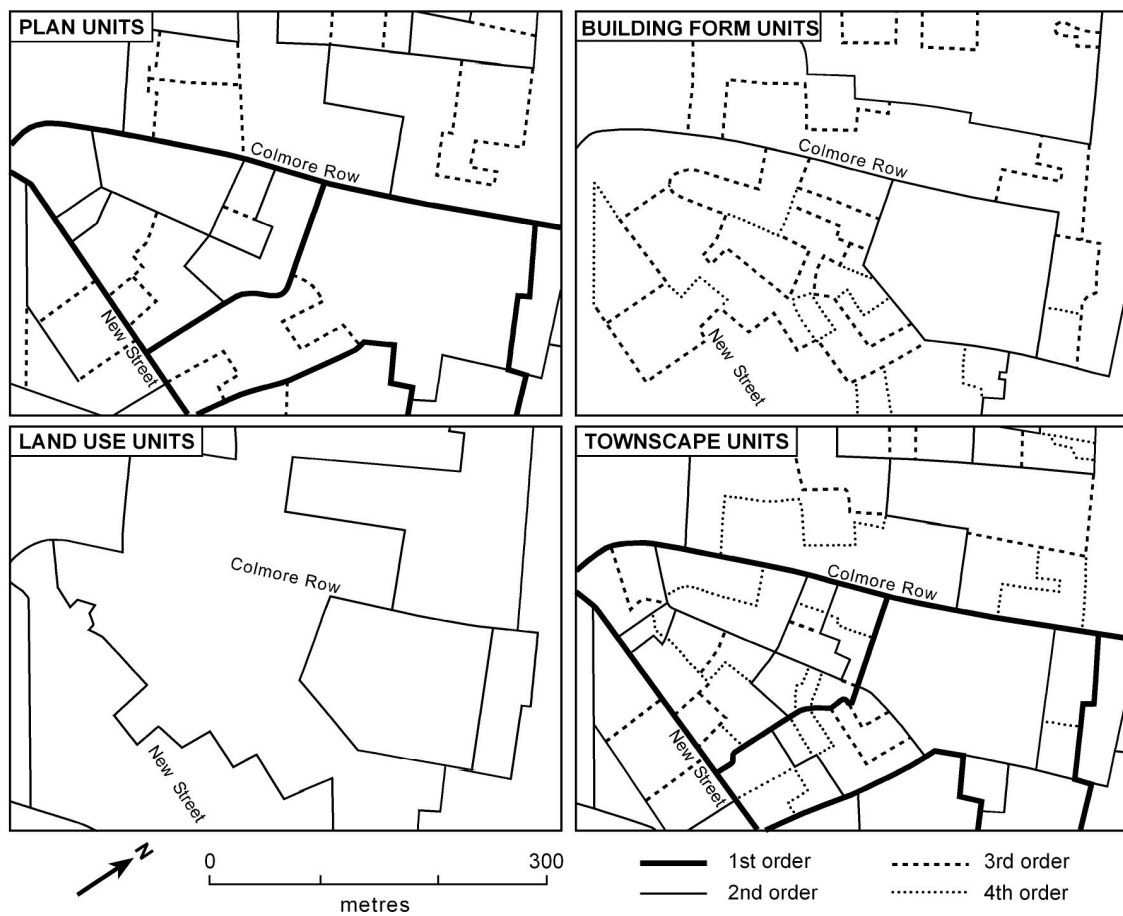 PLAN UNITS
Colmore Row
New Street
BUILDING FORM UNITS
Colmore Row
New Street
LAND USE UNITS
Colmore Row
New Street
TOWNSCAPE UNITS
Colmore Row
New Street
N
0 300
metres
1st order
2nd order
3rd order
4th order